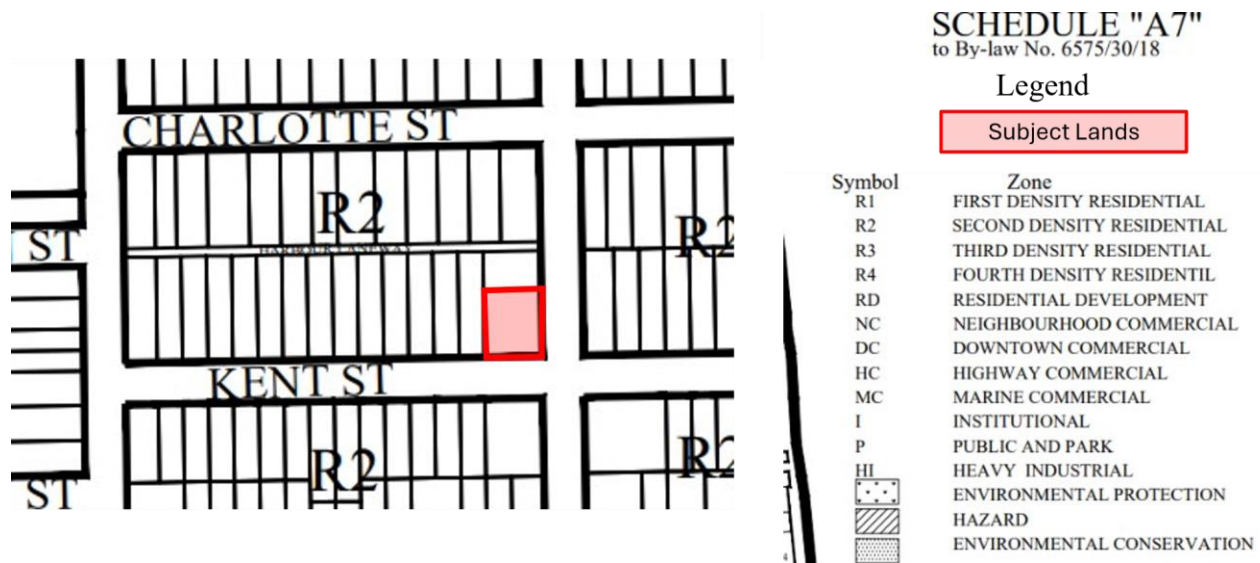 CHARLOTTE ST
R2
HARBOUR LANEWAY
R2
ST
KENT ST
R2
R2
ST
SCHEDULE "A7"
to By-law No. 6575/30/18
Legend
Subject Lands
Symbol Zone
R1 FIRST DENSITY RESIDENTIAL
R2 SECOND DENSITY RESIDENTIAL
R3 THIRD DENSITY RESIDENTIAL
R4 FOURTH DENSITY RESIDENTIL
RD RESIDENTIAL DEVELOPMENT
NC NEIGHBOURHOOD COMMERCIAL
DC DOWNTOWN COMMERCIAL
HC HIGHWAY COMMERCIAL
MC MARINE COMMERCIAL
I INSTITUTIONAL
P PUBLIC AND PARK
HI HEAVY INDUSTRIAL
ENVIRONMENTAL PROTECTION
HAZARD
ENVIRONMENTAL CONSERVATION